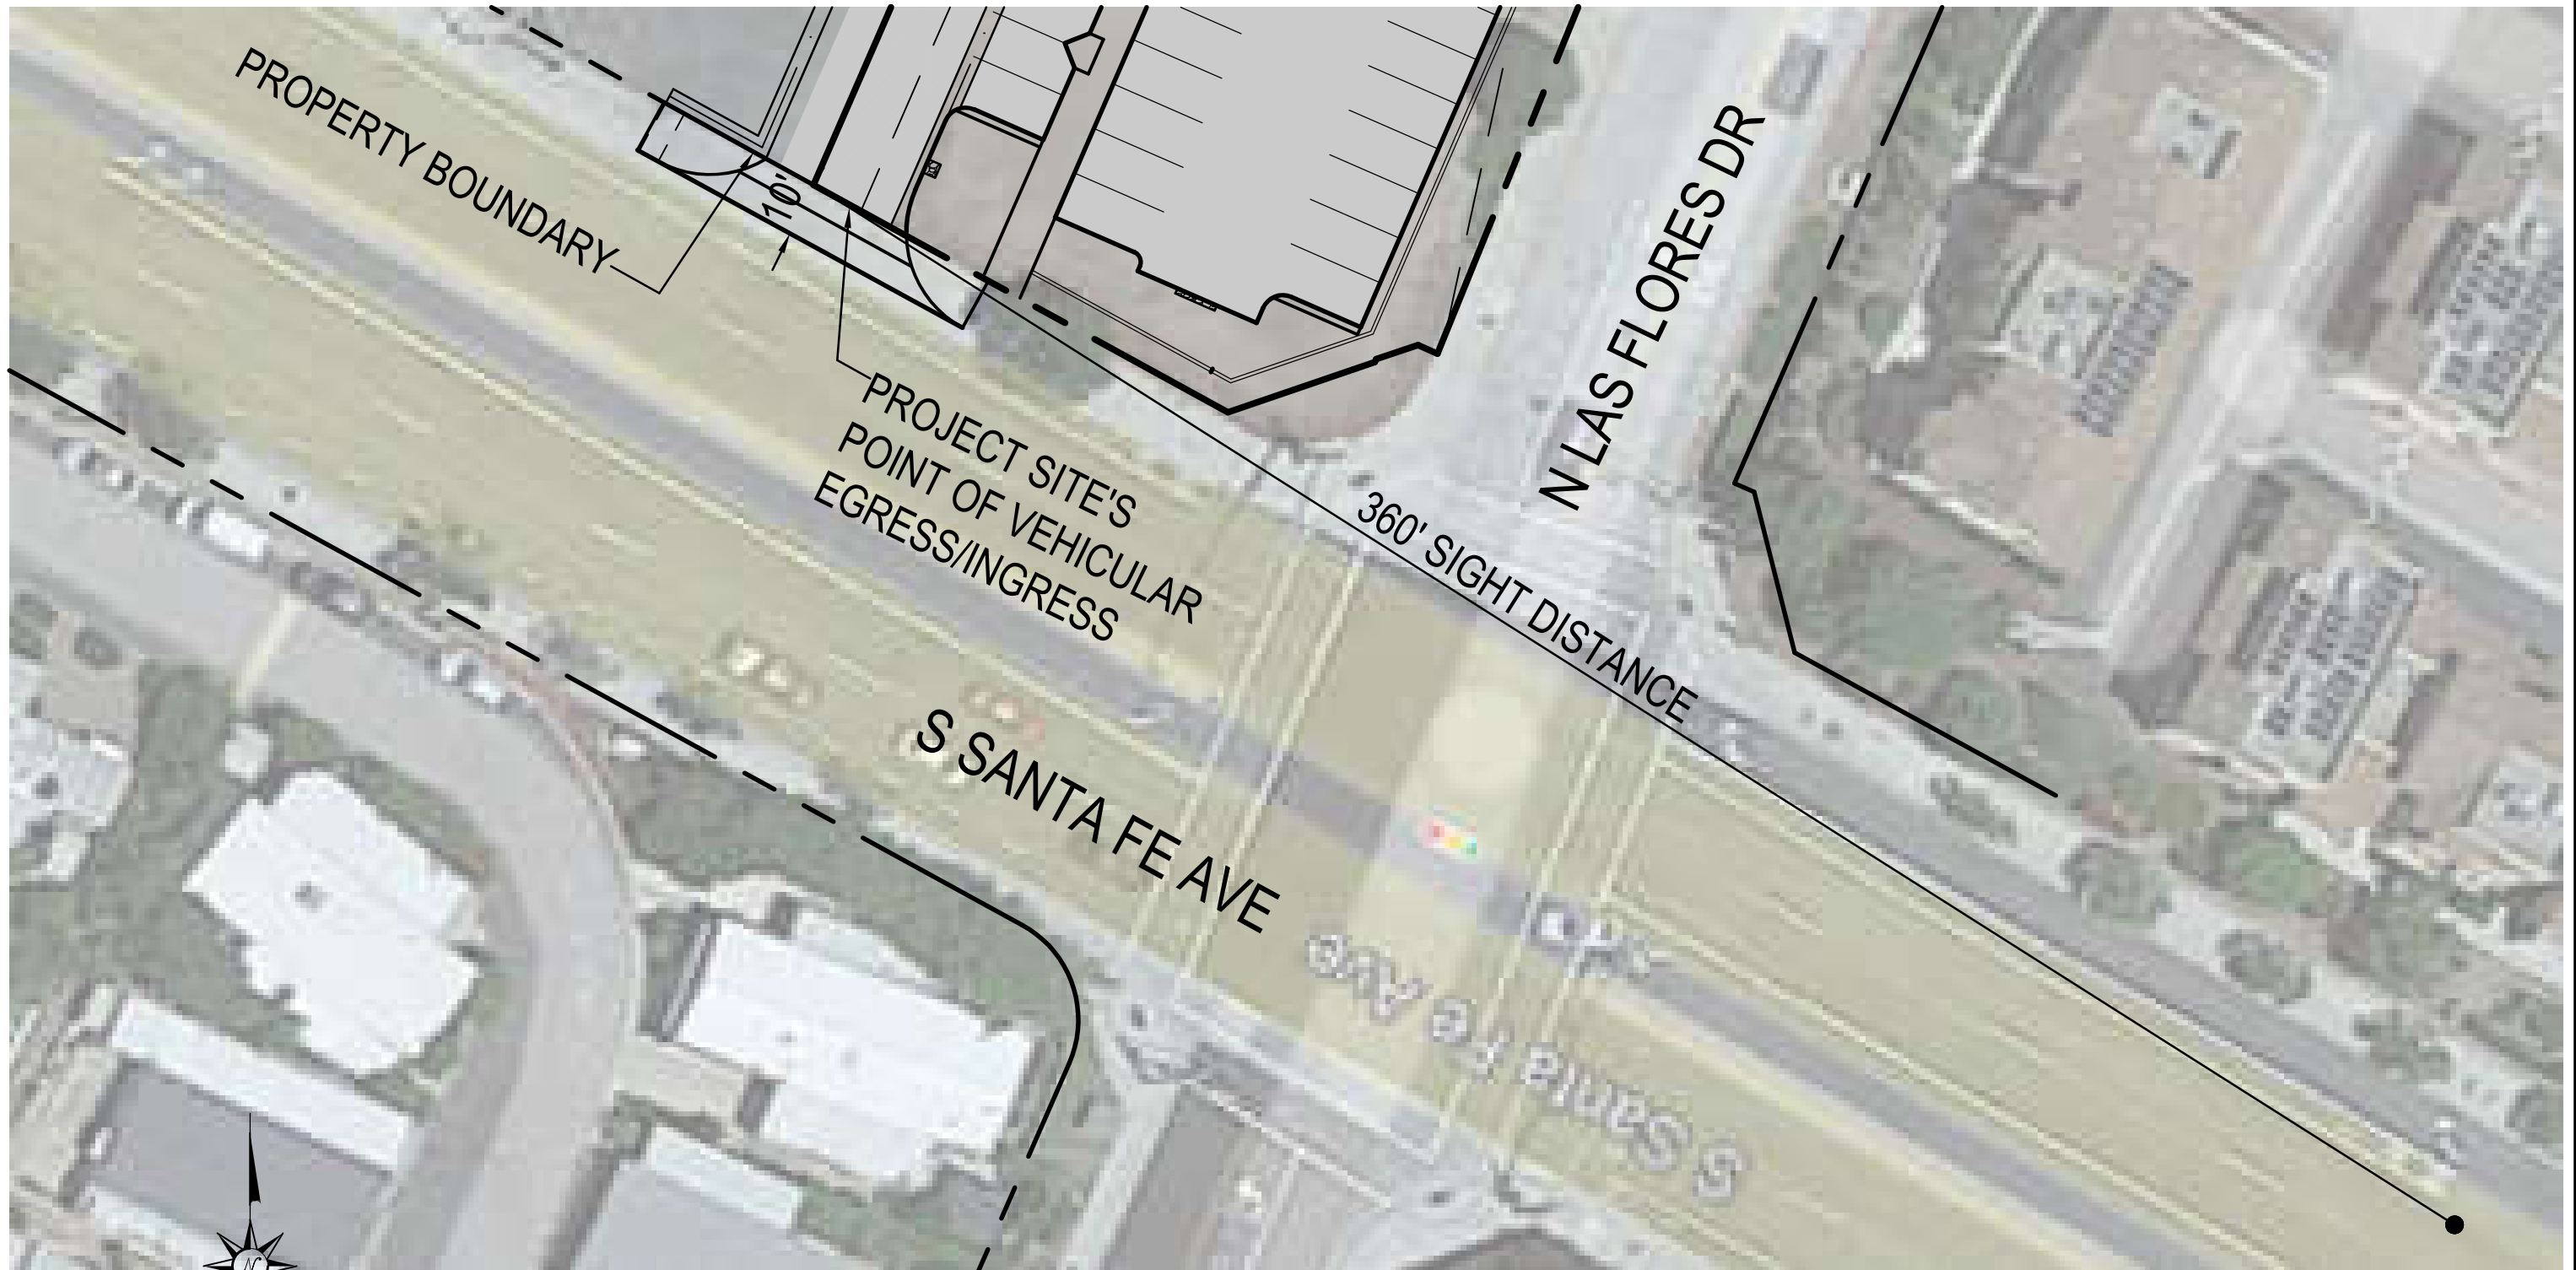 PROPERTY BOUNDARY
10'
PROJECT SITE'S
POINT OF VEHICULAR
EGRESS/INGRESS
N LAS FLORES DR
360' SIGHT DISTANCE
S SANTA FE AVE
S Santa Fe Ave
N